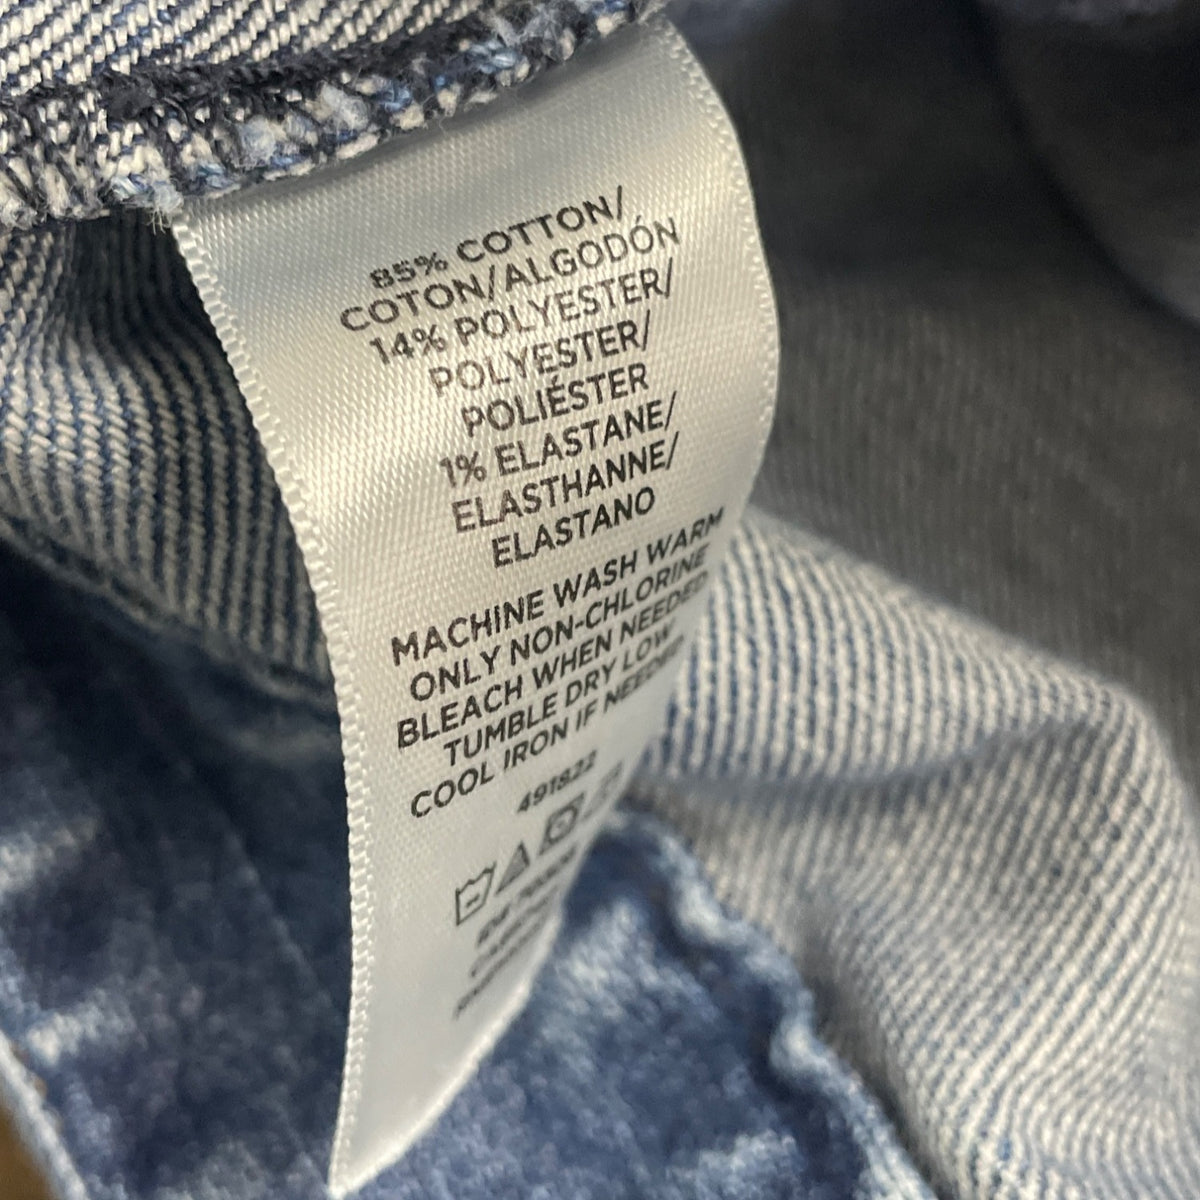 85% COTTON/
COTON/ALGODÓN
14% POLYESTER/
POLYESTER/
POLIÉSTER
1% ELASTANE/
ELASTHANNE/
ELASTANO
MACHINE WASH WARM
ONLY NON-CHLORINE
BLEACH WHEN NEEDED
TUMBLE DRY LOW
COOL IRON IF NEEDED
491822